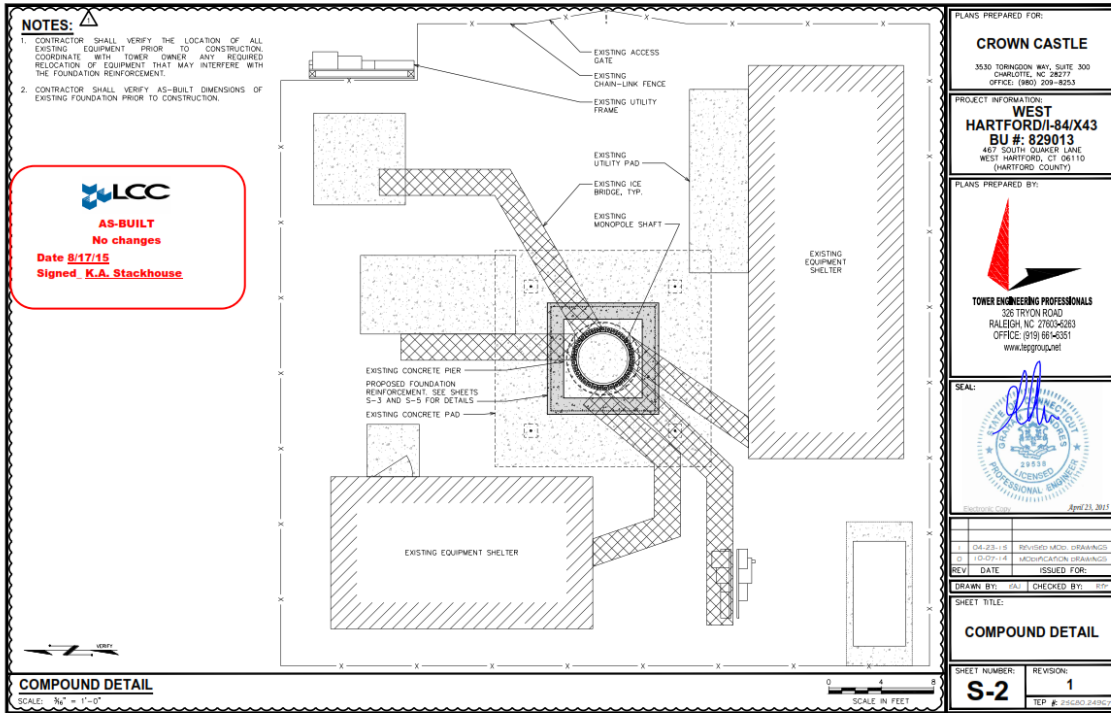 NOTES:
1
1. CONTRACTOR SHALL VERIFY THE LOCATION OF ALL
EXISTING EQUIPMENT PRIOR TO CONSTRUCTION.
COORDINATE WITH TOWER OWNER ANY REQUIRED
RELOCATION OF EQUIPMENT THAT MAY INTERFERE WITH
THE FOUNDATION REINFORCEMENT.
2. CONTRACTOR SHALL VERIFY AS-BUILT DIMENSIONS OF
EXISTING FOUNDATION PRIOR TO CONSTRUCTION.
LCC
AS-BUILT
No changes
Date 8/17/15
Signed_ K.A. Stackhouse
EXISTING ACCESS
GATE
EXISTING
CHAIN-LINK FENCE
EXISTING UTILITY
FRAME
EXISTING
UTILITY PAD
EXISTING ICE
BRIDGE, TYP.
EXISTING
MONOPOLE SHAFT
EXISTING
EQUIPMENT
SHELTER
EXISTING CONCRETE PIER
PROPOSED FOUNDATION
REINFORCEMENT. SEE SHEETS
S-3 AND S-5 FOR DETAILS
EXISTING CONCRETE PAD
EXISTING EQUIPMENT SHELTER
VERIFY
COMPOUND DETAIL
SCALE: 3/16" = 1'-0"
0 4 8
SCALE IN FEET
PLANS PREPARED FOR:
CROWN CASTLE
3530 TORINGDON WAY, SUITE 300
CHARLOTTE, NC 28277
OFFICE: (980) 209-8253
PROJECT INFORMATION:
WEST
HARTFORD/I-84/X43
BU #: 829013
467 SOUTH QUAKER LANE
WEST HARTFORD, CT 06110
(HARTFORD COUNTY)
PLANS PREPARED BY:
TOWER ENGINEERING PROFESSIONALS
326 TRYON ROAD
RALEIGH, NC 27603-5263
OFFICE: (919) 661-6351
www.tepgroup.net
SEAL:
STATE OF CONNECTICUT
29538
LICENSED
PROFESSIONAL ENGINEER
Electronic Copy
April 23, 2015
1 04-23-15 REVISED MOD. DRAWINGS
0 10-07-14 MODIFICATION DRAWINGS
REV DATE ISSUED FOR:
DRAWN BY: CHECKED BY:
SHEET TITLE:
COMPOUND DETAIL
SHEET NUMBER:
S-2
REVISION:
1
TEP #: